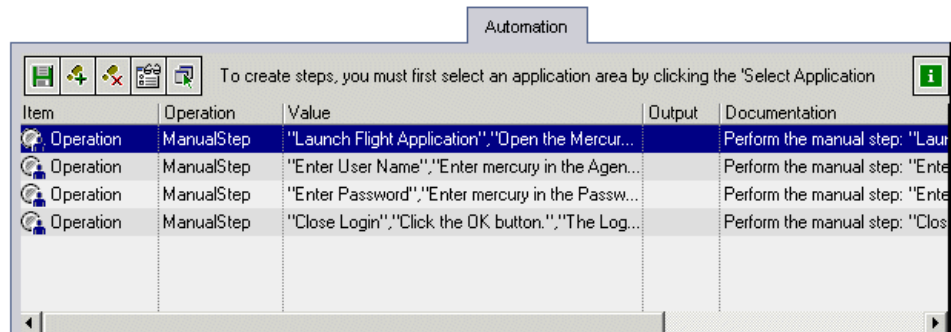 Automation
To create steps, you must first select an application area by clicking the 'Select Application
Item Operation Value Output Documentation
Operation ManualStep "Launch Flight Application","Open the Mercur... Perform the manual step: "Laun
Operation ManualStep "Enter User Name","Enter mercury in the Agen... Perform the manual step: "Ente
Operation ManualStep "Enter Password","Enter mercury in the Passw... Perform the manual step: "Ente
Operation ManualStep "Close Login","Click the OK button.","The Log... Perform the manual step: "Clos